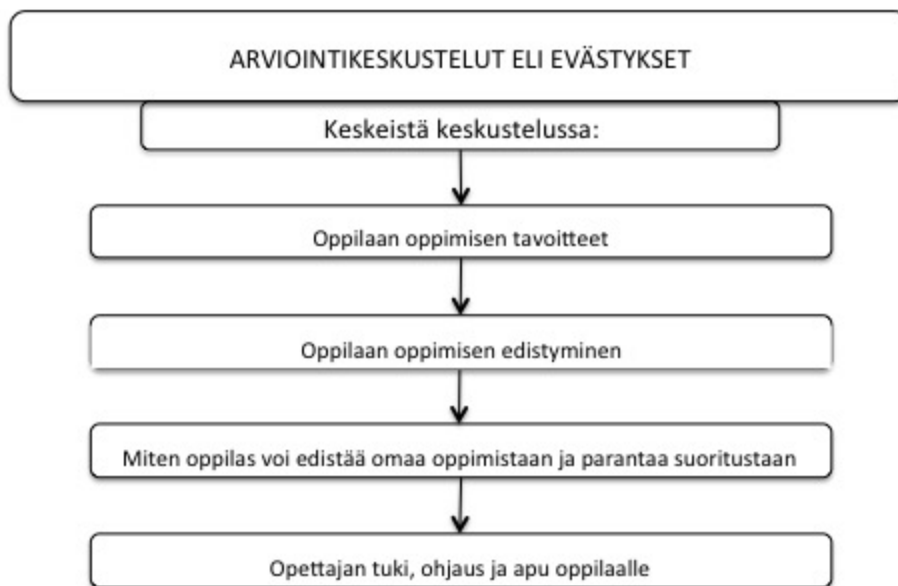 ARVIOINTIKESKUSTELUT ELI EVÄSTYKSET
Keskeistä keskustelussa:
Oppilaan oppimisen tavoitteet
Oppilaan oppimisen edistyminen
Miten oppilas voi edistää omaa oppimistaan ja parantaa suoritustaan
Opettajan tuki, ohjaus ja apu oppilaalle